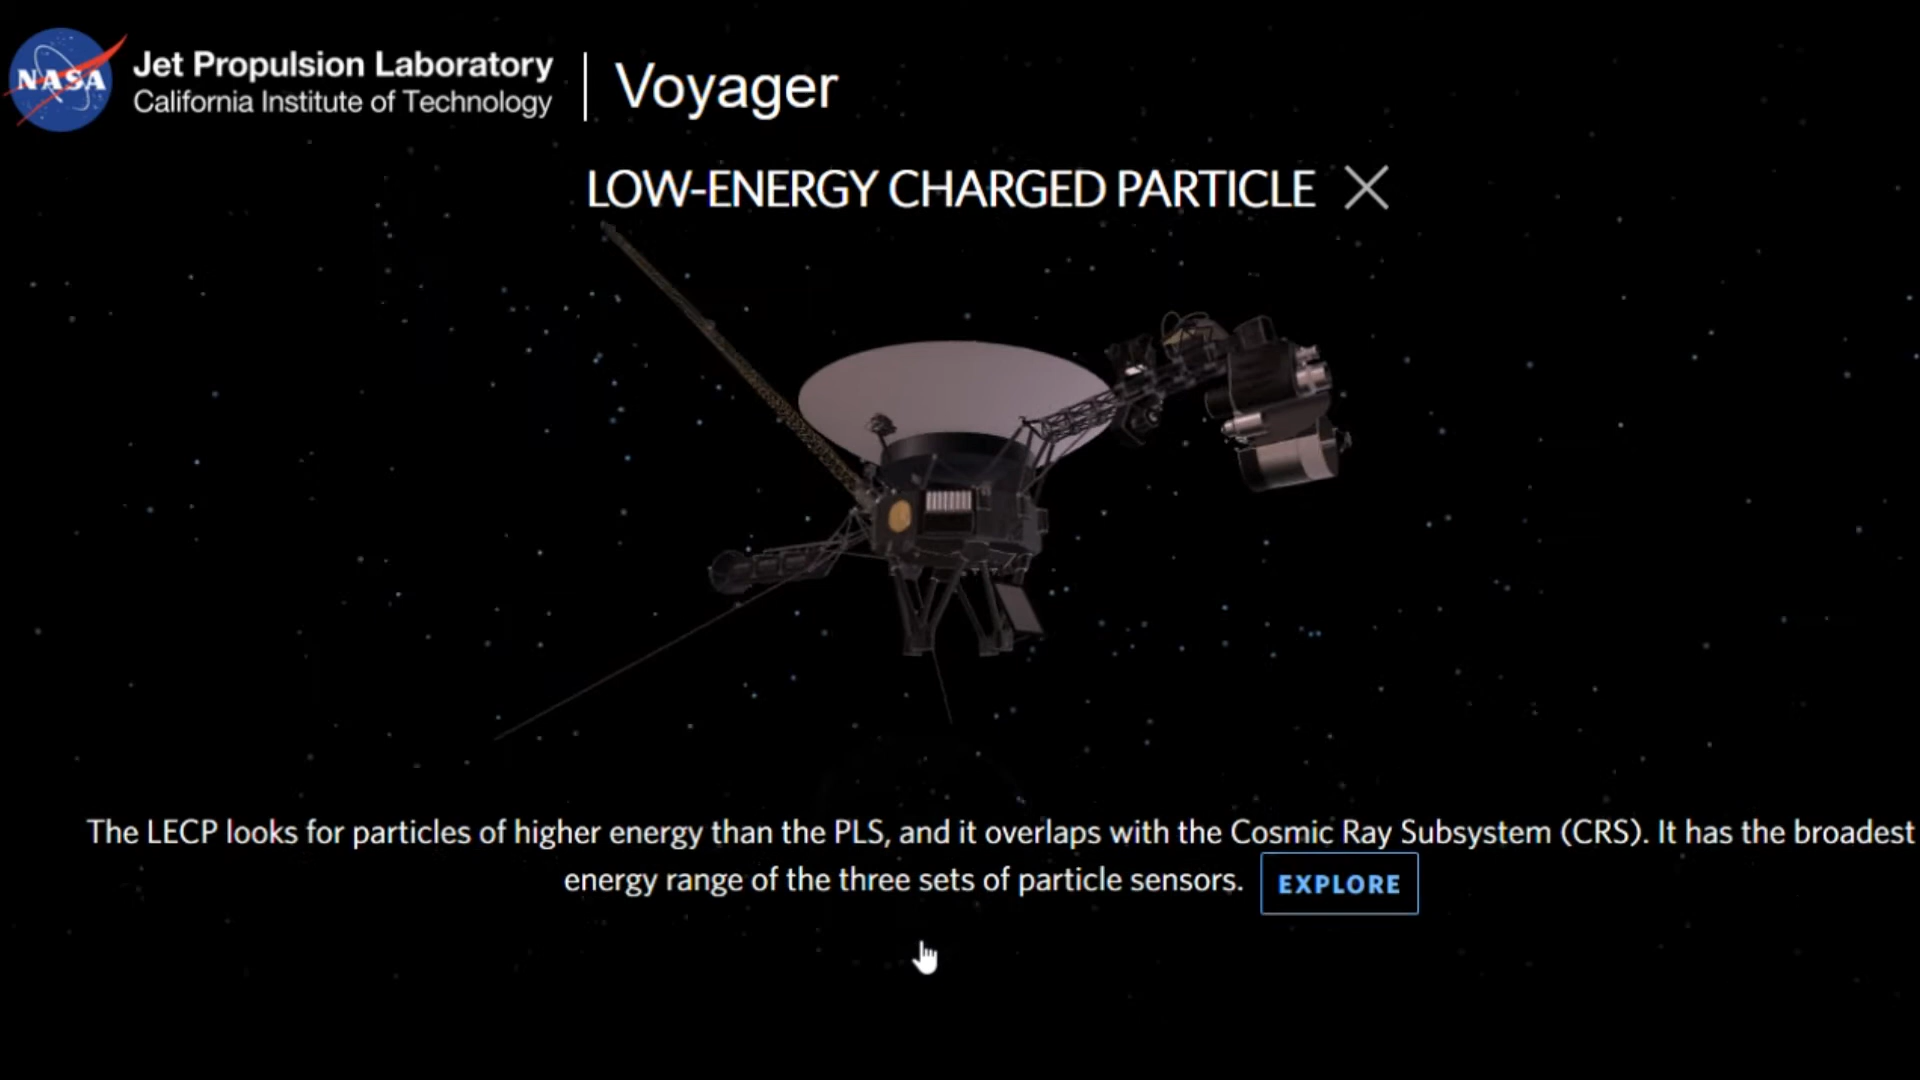 NASA
Jet Propulsion Laboratory
California Institute of Technology
Voyager
LOW-ENERGY CHARGED PARTICLE
The LECP looks for particles of higher energy than the PLS, and it overlaps with the Cosmic Ray Subsystem (CRS). It has the broadest
energy range of the three sets of particle sensors.
EXPLORE